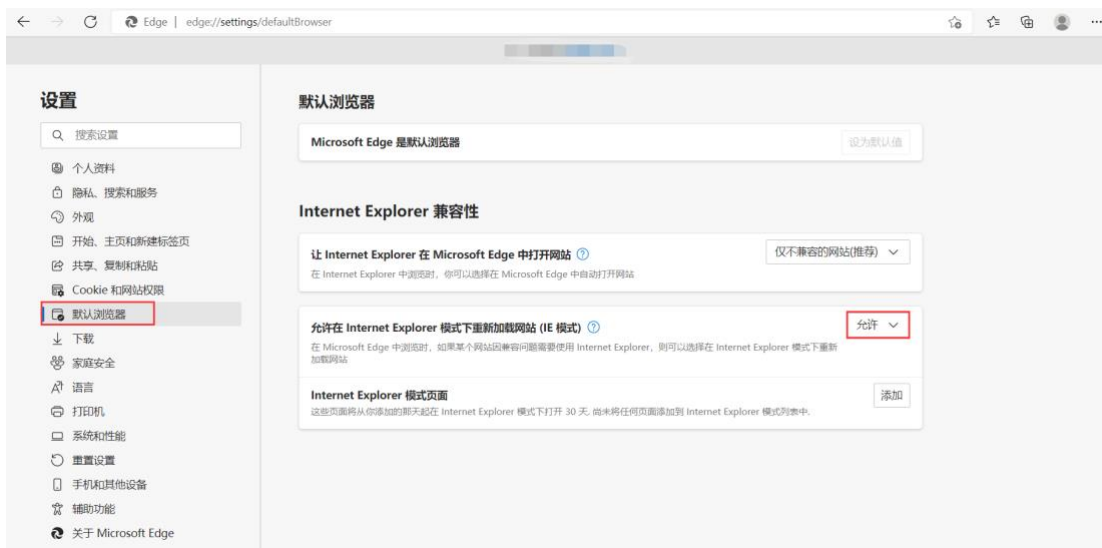 Edge | edge://settings/defaultBrowser
设置
搜索设置
个人资料
隐私、搜索和服务
外观
开始、主页和新建标签页
共享、复制和粘贴
Cookie 和网站权限
默认浏览器
下载
家庭安全
语言
打印机
系统和性能
重置设置
手机和其他设备
辅助功能
关于 Microsoft Edge
默认浏览器
Microsoft Edge 是默认浏览器
设为默认值
Internet Explorer 兼容性
让 Internet Explorer 在 Microsoft Edge 中打开网站
仅不兼容的网站(推荐)
在 Internet Explorer 中浏览时，你可以选择在 Microsoft Edge 中自动打开网站
允许在 Internet Explorer 模式下重新加载网站 (IE 模式)
允许
在 Microsoft Edge 中浏览时，如果某个网站因兼容问题需要使用 Internet Explorer，则可以选择在 Internet Explorer 模式下重新
加载网站
Internet Explorer 模式页面
添加
这些页面将从你添加的那天起在 Internet Explorer 模式下打开 30 天. 尚未将任何页面添加到 Internet Explorer 模式列表中.